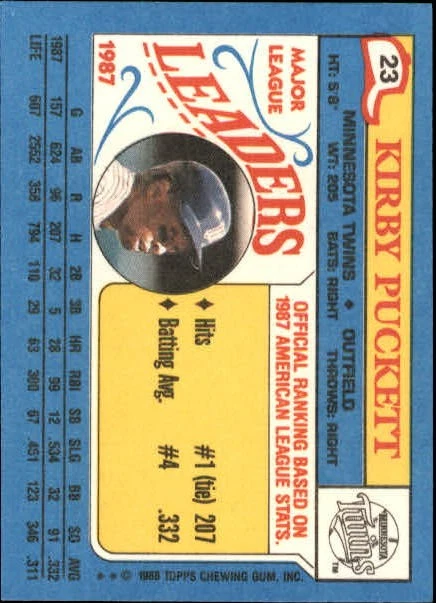 23
KIRBY PUCKETT
MINNESOTA TWINS ♦ OUTFIELD
HT: 5'8" WT: 205 BATS: RIGHT THROWS: RIGHT
MINNESOTA
Twins
TM
MAJOR
LEAGUE
LEADERS
1987
OFFICIAL RANKING BASED ON
1987 AMERICAN LEAGUE STATS.
♦ Hits #1 (tie) 207
♦ Batting Avg. #4 .332
G AB R H 2B 3B HR RBI SB SLG BB SO AVG
1987 157 624 96 207 32 5 28 99 12 .534 32 91 .332
LIFE 607 2552 358 794 110 29 63 380 67 .451 123 346 .311
** © 1988 TOPPS CHEWING GUM, INC.